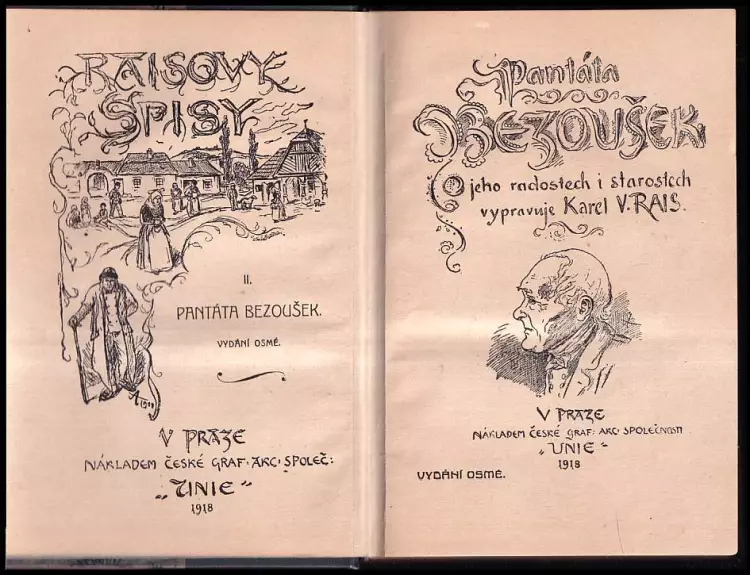 RAISOVY
SPISY
II.
PANTÁTA BEZOUŠEK.
VYDÁNÍ OSMÉ.
V PRAZE
NÁKLADEM ČESKÉ GRAF. AKC. SPOLEČ:
„UNIE“
1918
Pantáta
BEZOUŠEK
O jeho radostech i starostech
vypravuje Karel V. RAIS.
V PRAZE
NÁKLADEM ČESKÉ GRAF. AKC. SPOLEČNOSTI
„UNIE“
1918
VYDÁNÍ OSMÉ.